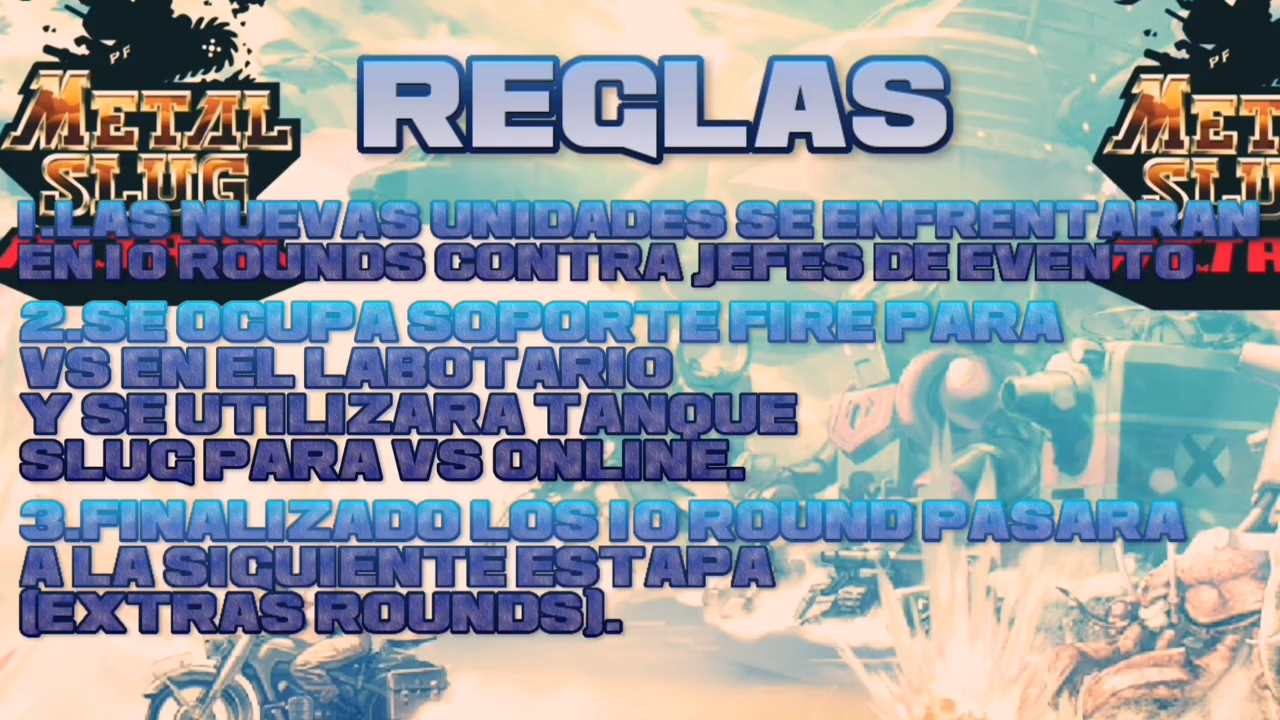 PF
PF
METAL
SLUG
MET
SLU
REGLAS
1.LAS NUEVAS UNIDADES SE ENFRENTARAN
EN 10 ROUNDS CONTRA JEFES DE EVENTO
2.SE OCUPA SOPORTE FIRE PARA
VS EN EL LABOTARIO
Y SE UTILIZARA TANQUE
SLUG PARA VS ONLINE.
3.FINALIZADO LOS 10 ROUND PASARA
A LA SIGUIENTE ESTAPA
(EXTRAS ROUNDS).